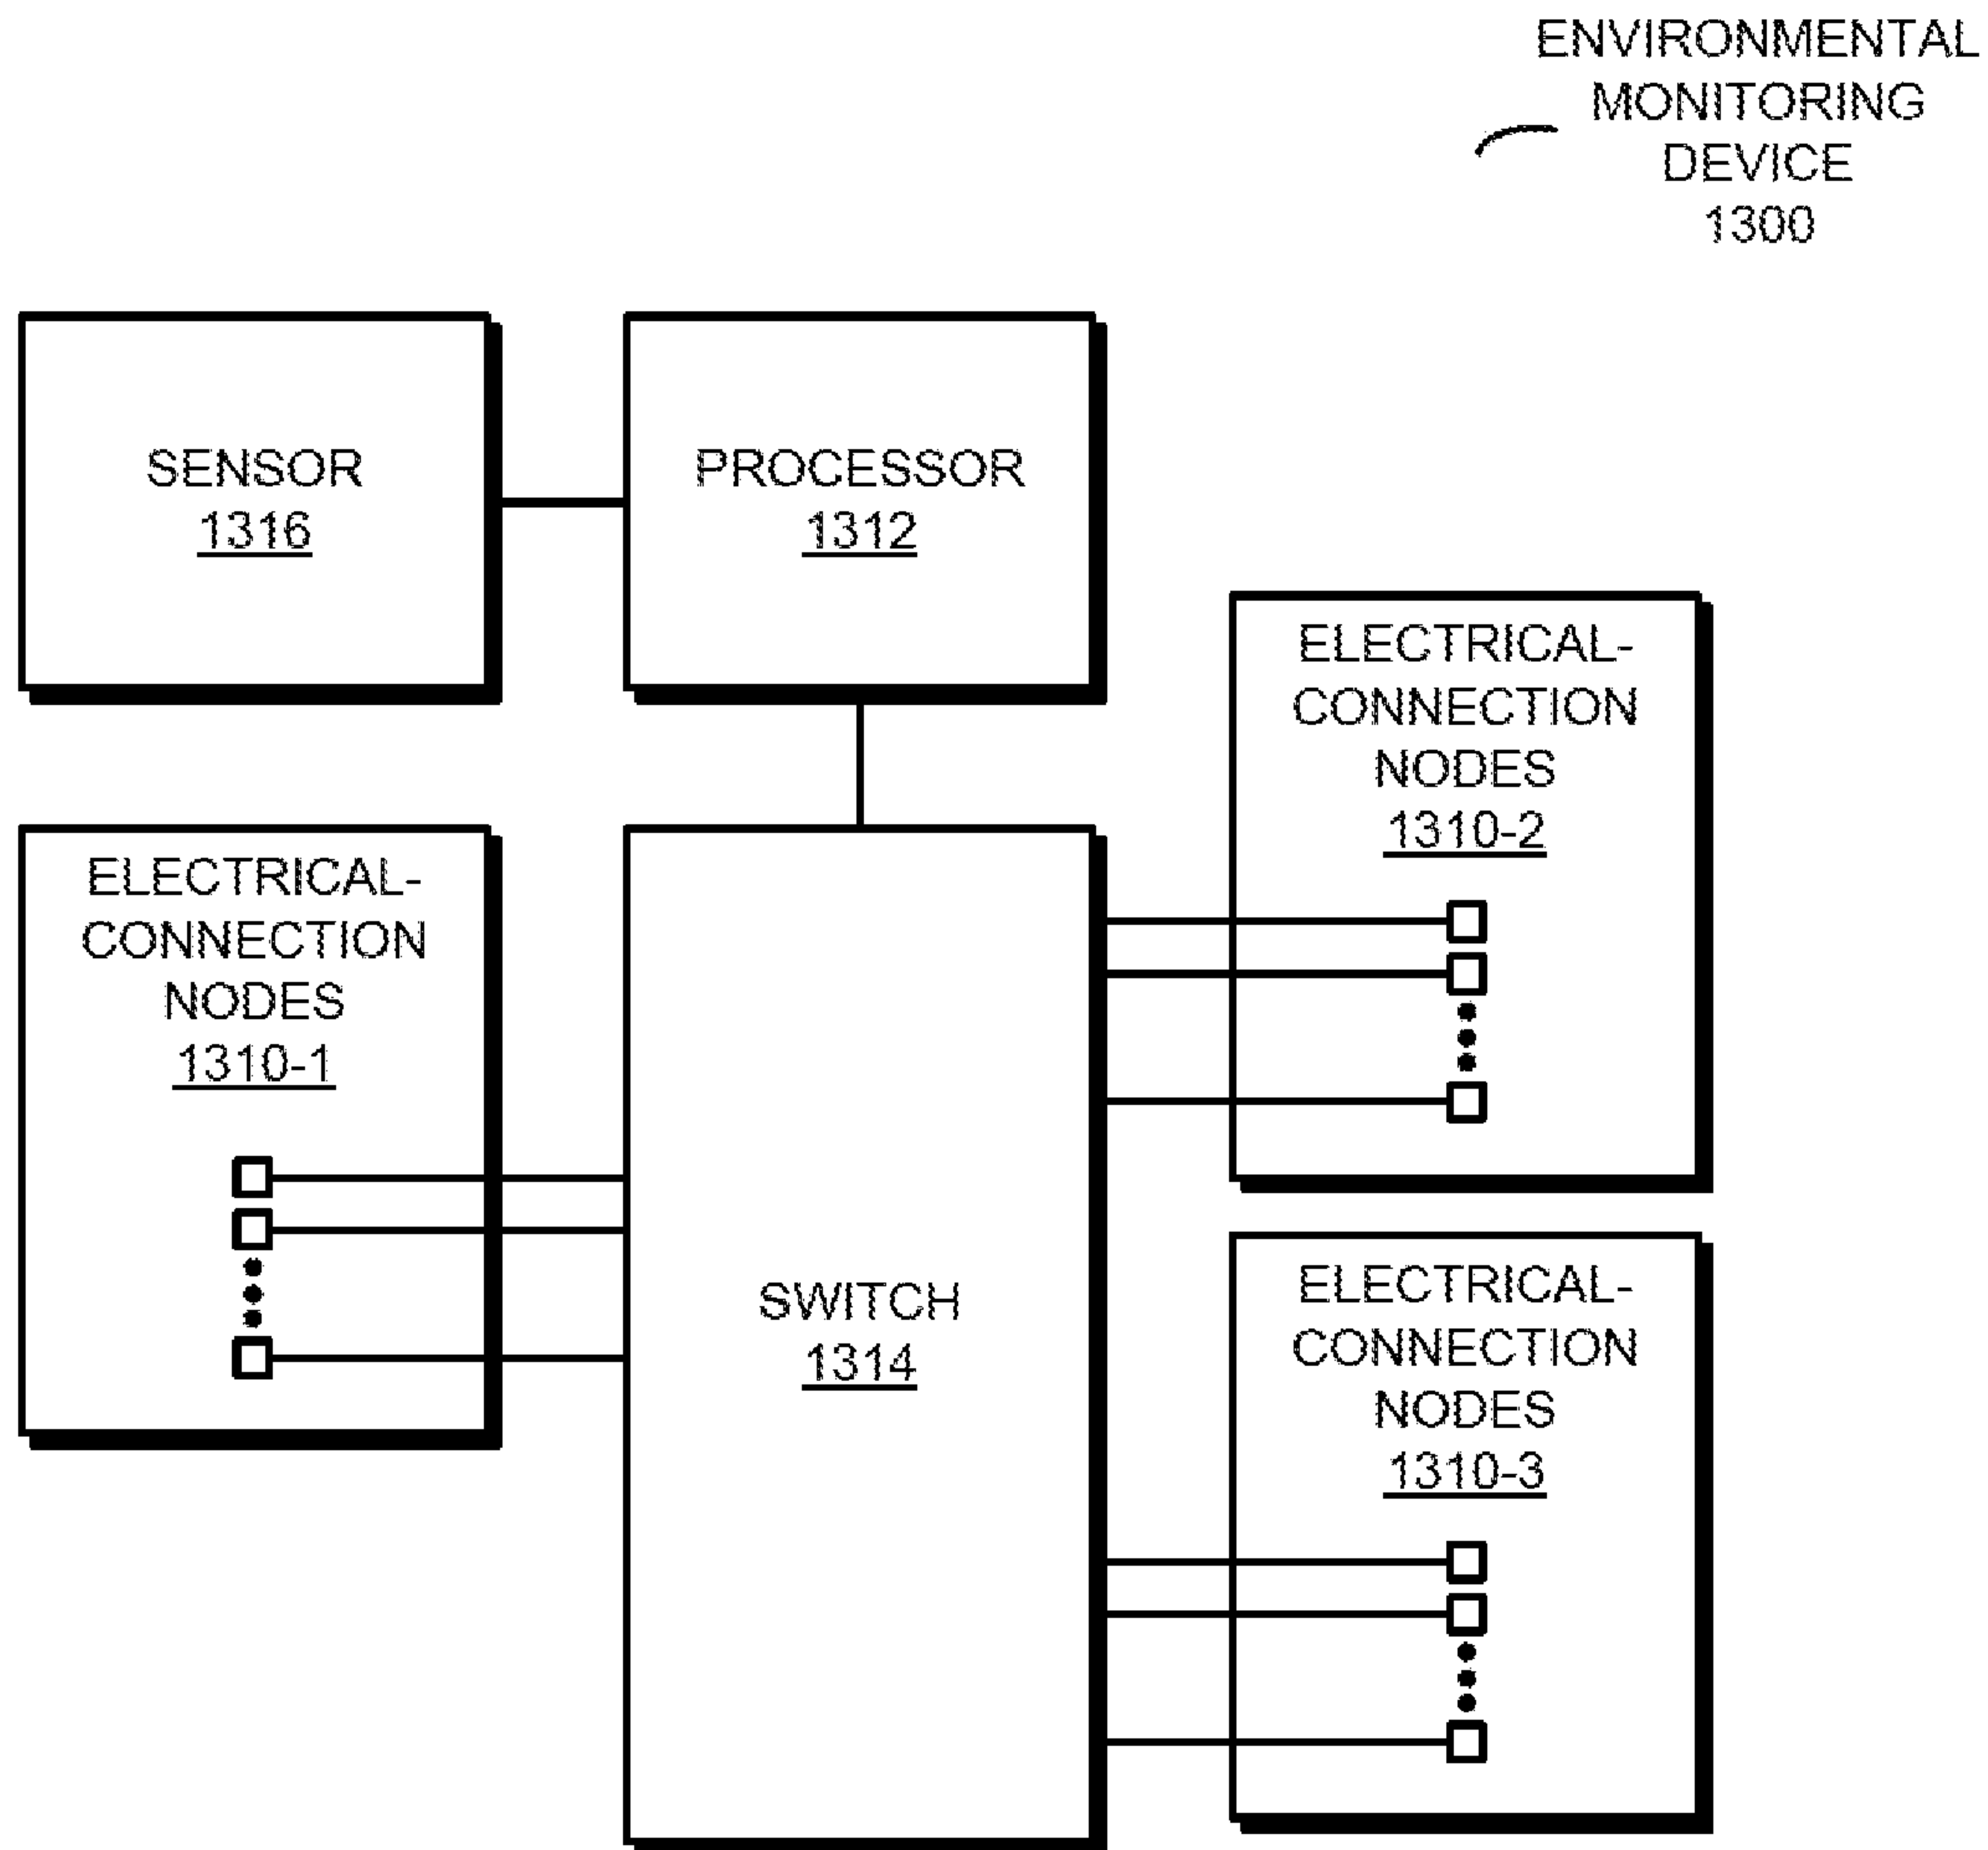 ENVIRONMENTAL
MONITORING
DEVICE
1300
SENSOR
1316
PROCESSOR
1312
ELECTRICAL-
CONNECTION
NODES
1310-2
ELECTRICAL-
CONNECTION
NODES
1310-1
SWITCH
1314
ELECTRICAL-
CONNECTION
NODES
1310-3